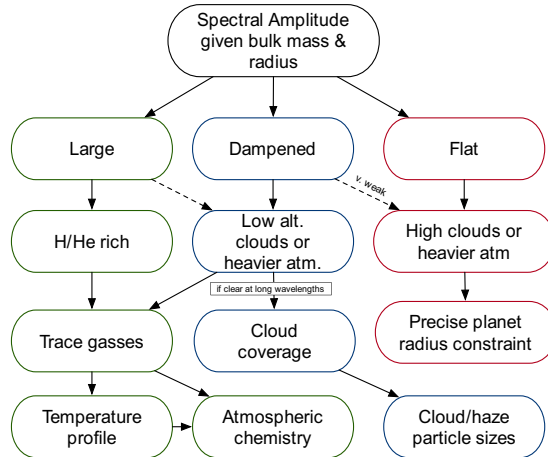 Spectral Amplitude
given bulk mass &
radius
Large
Dampened
Flat
v. weak
H/He rich
Low alt.
clouds or
heavier atm.
High clouds or
heavier atm
if clear at long wavelengths
Trace gasses
Cloud
coverage
Precise planet
radius constraint
Temperature
profile
Atmospheric
chemistry
Cloud/haze
particle sizes